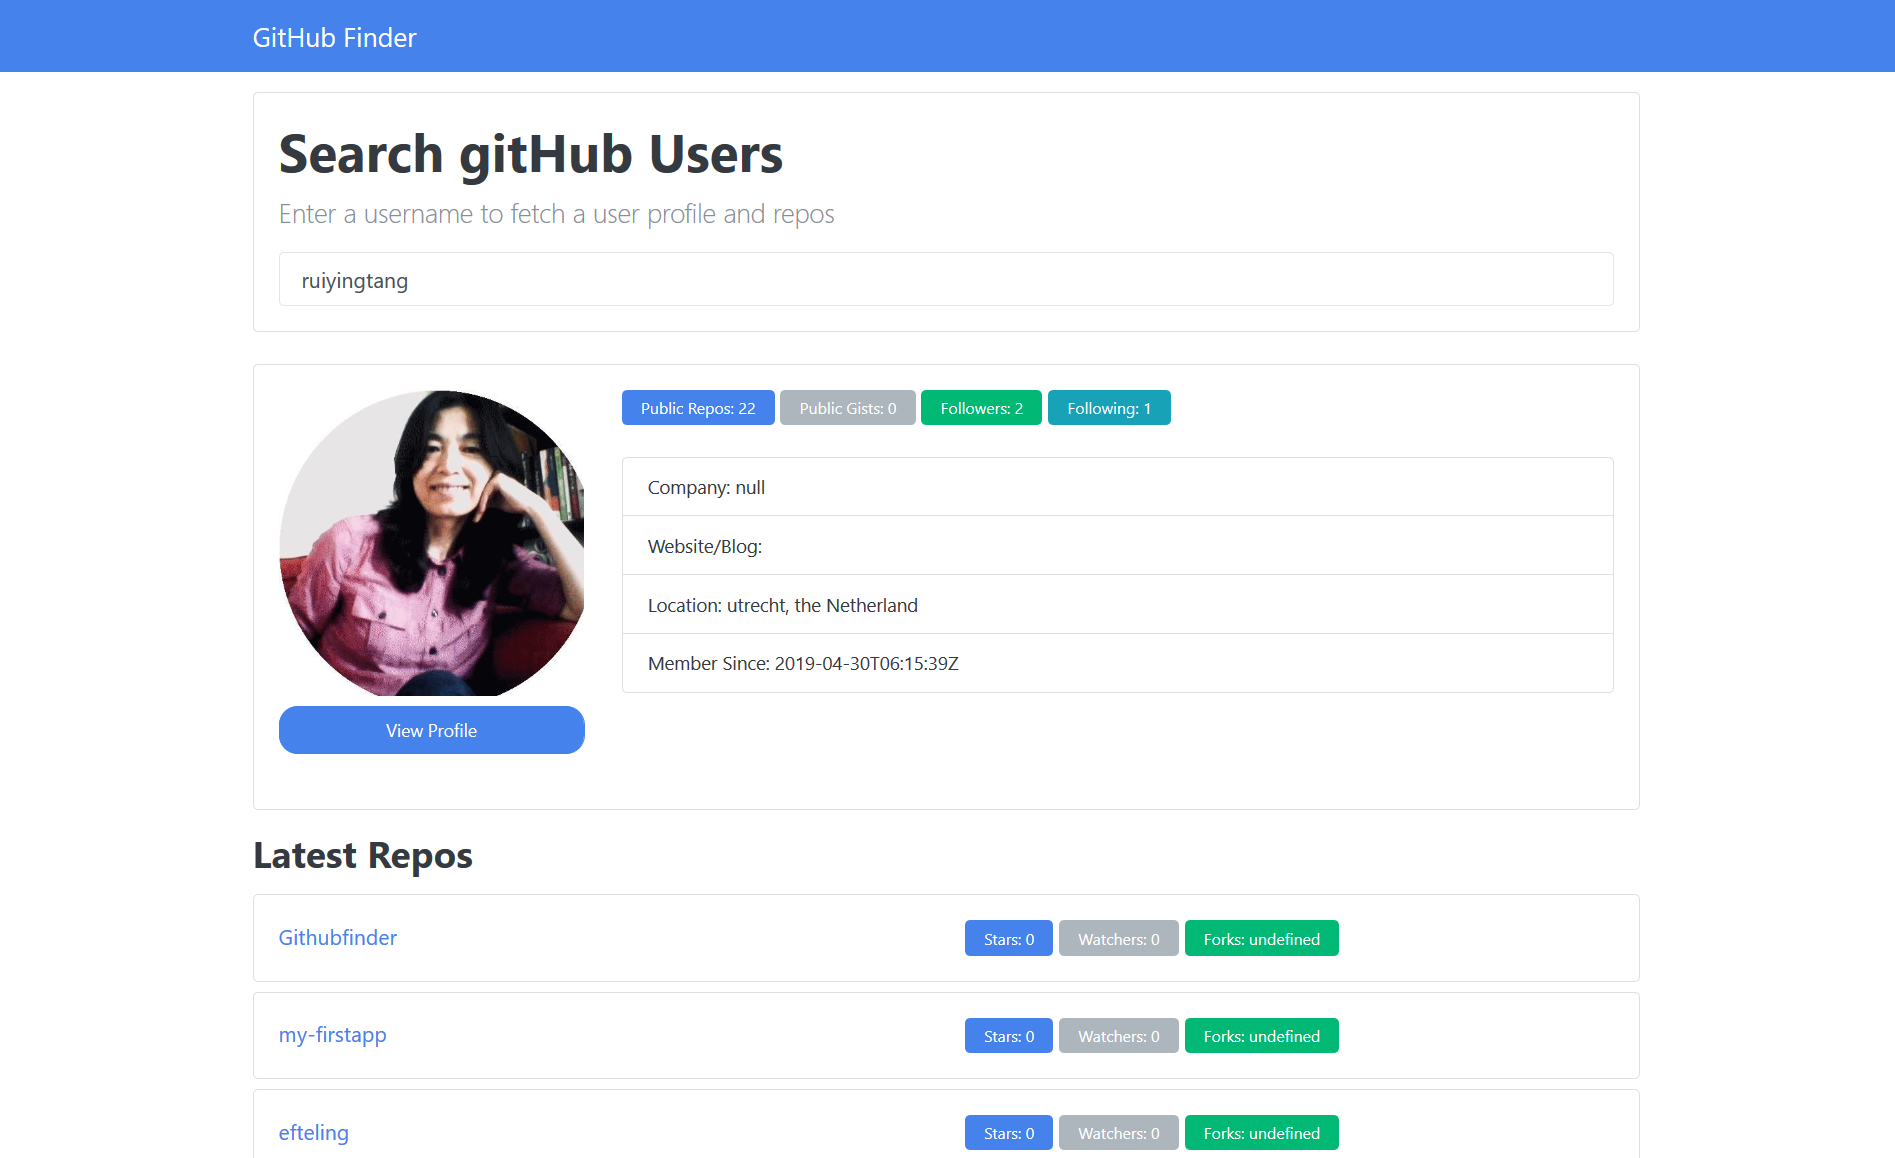 GitHub Finder
Search gitHub Users
Enter a username to fetch a user profile and repos
ruiyingtang
Public Repos: 22 Public Gists: 0 Followers: 2 Following: 1
Company: null
Website/Blog:
Location: utrecht, the Netherland
Member Since: 2019-04-30T06:15:39Z
View Profile
Latest Repos
Githubfinder Stars: 0 Watchers: 0 Forks: undefined
my-firstapp Stars: 0 Watchers: 0 Forks: undefined
efteling Stars: 0 Watchers: 0 Forks: undefined